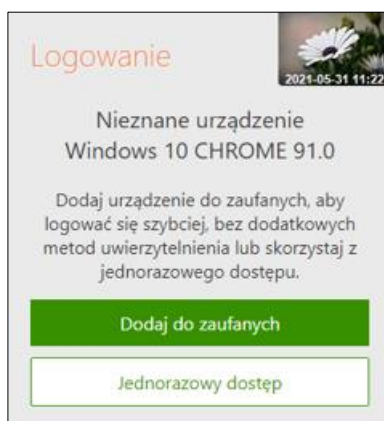 Logowanie
2021-05-31 11:22
Nieznane urządzenie
Windows 10 CHROME 91.0
Dodaj urządzenie do zaufanych, aby
logować się szybciej, bez dodatkowych
metod uwierzytelnienia lub skorzystaj z
jednorazowego dostępu.
Dodaj do zaufanych
Jednorazowy dostęp